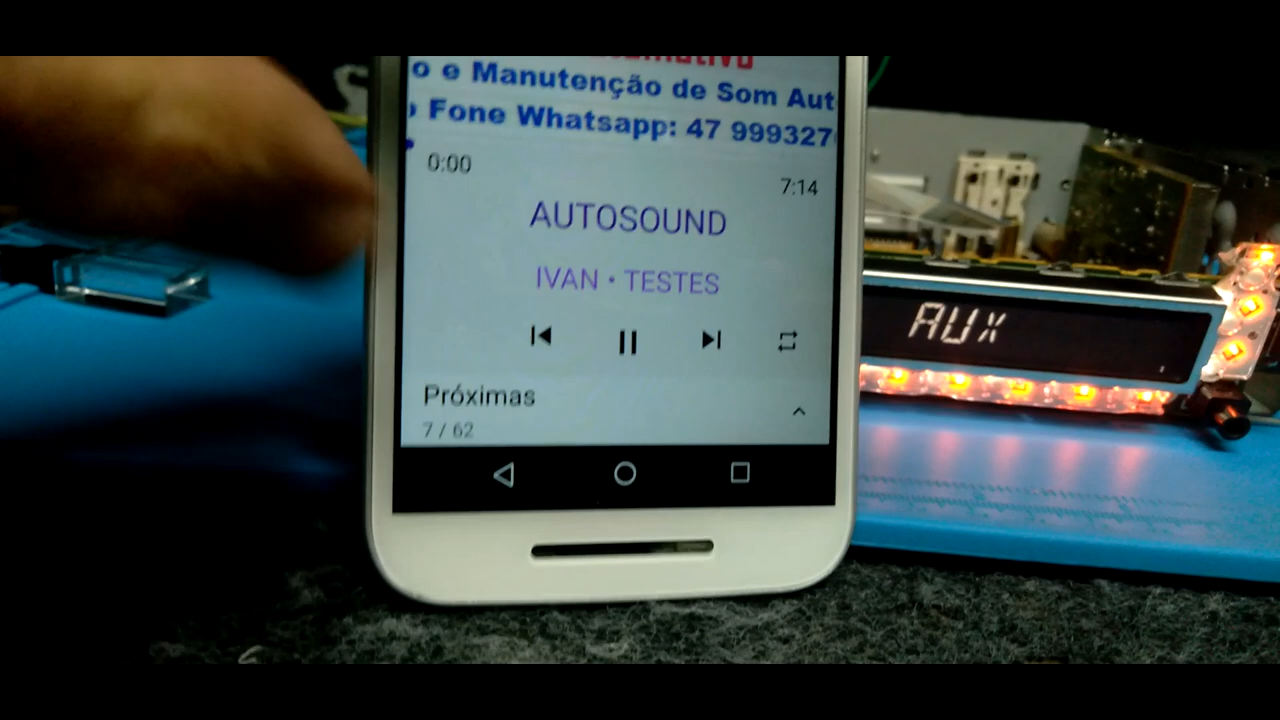 o e Manutenção de Som Aut
Fone Whatsapp: 47 999327
0:00
7:14
AUTOSOUND
IVAN • TESTES
Próximas
7 / 62
AUX